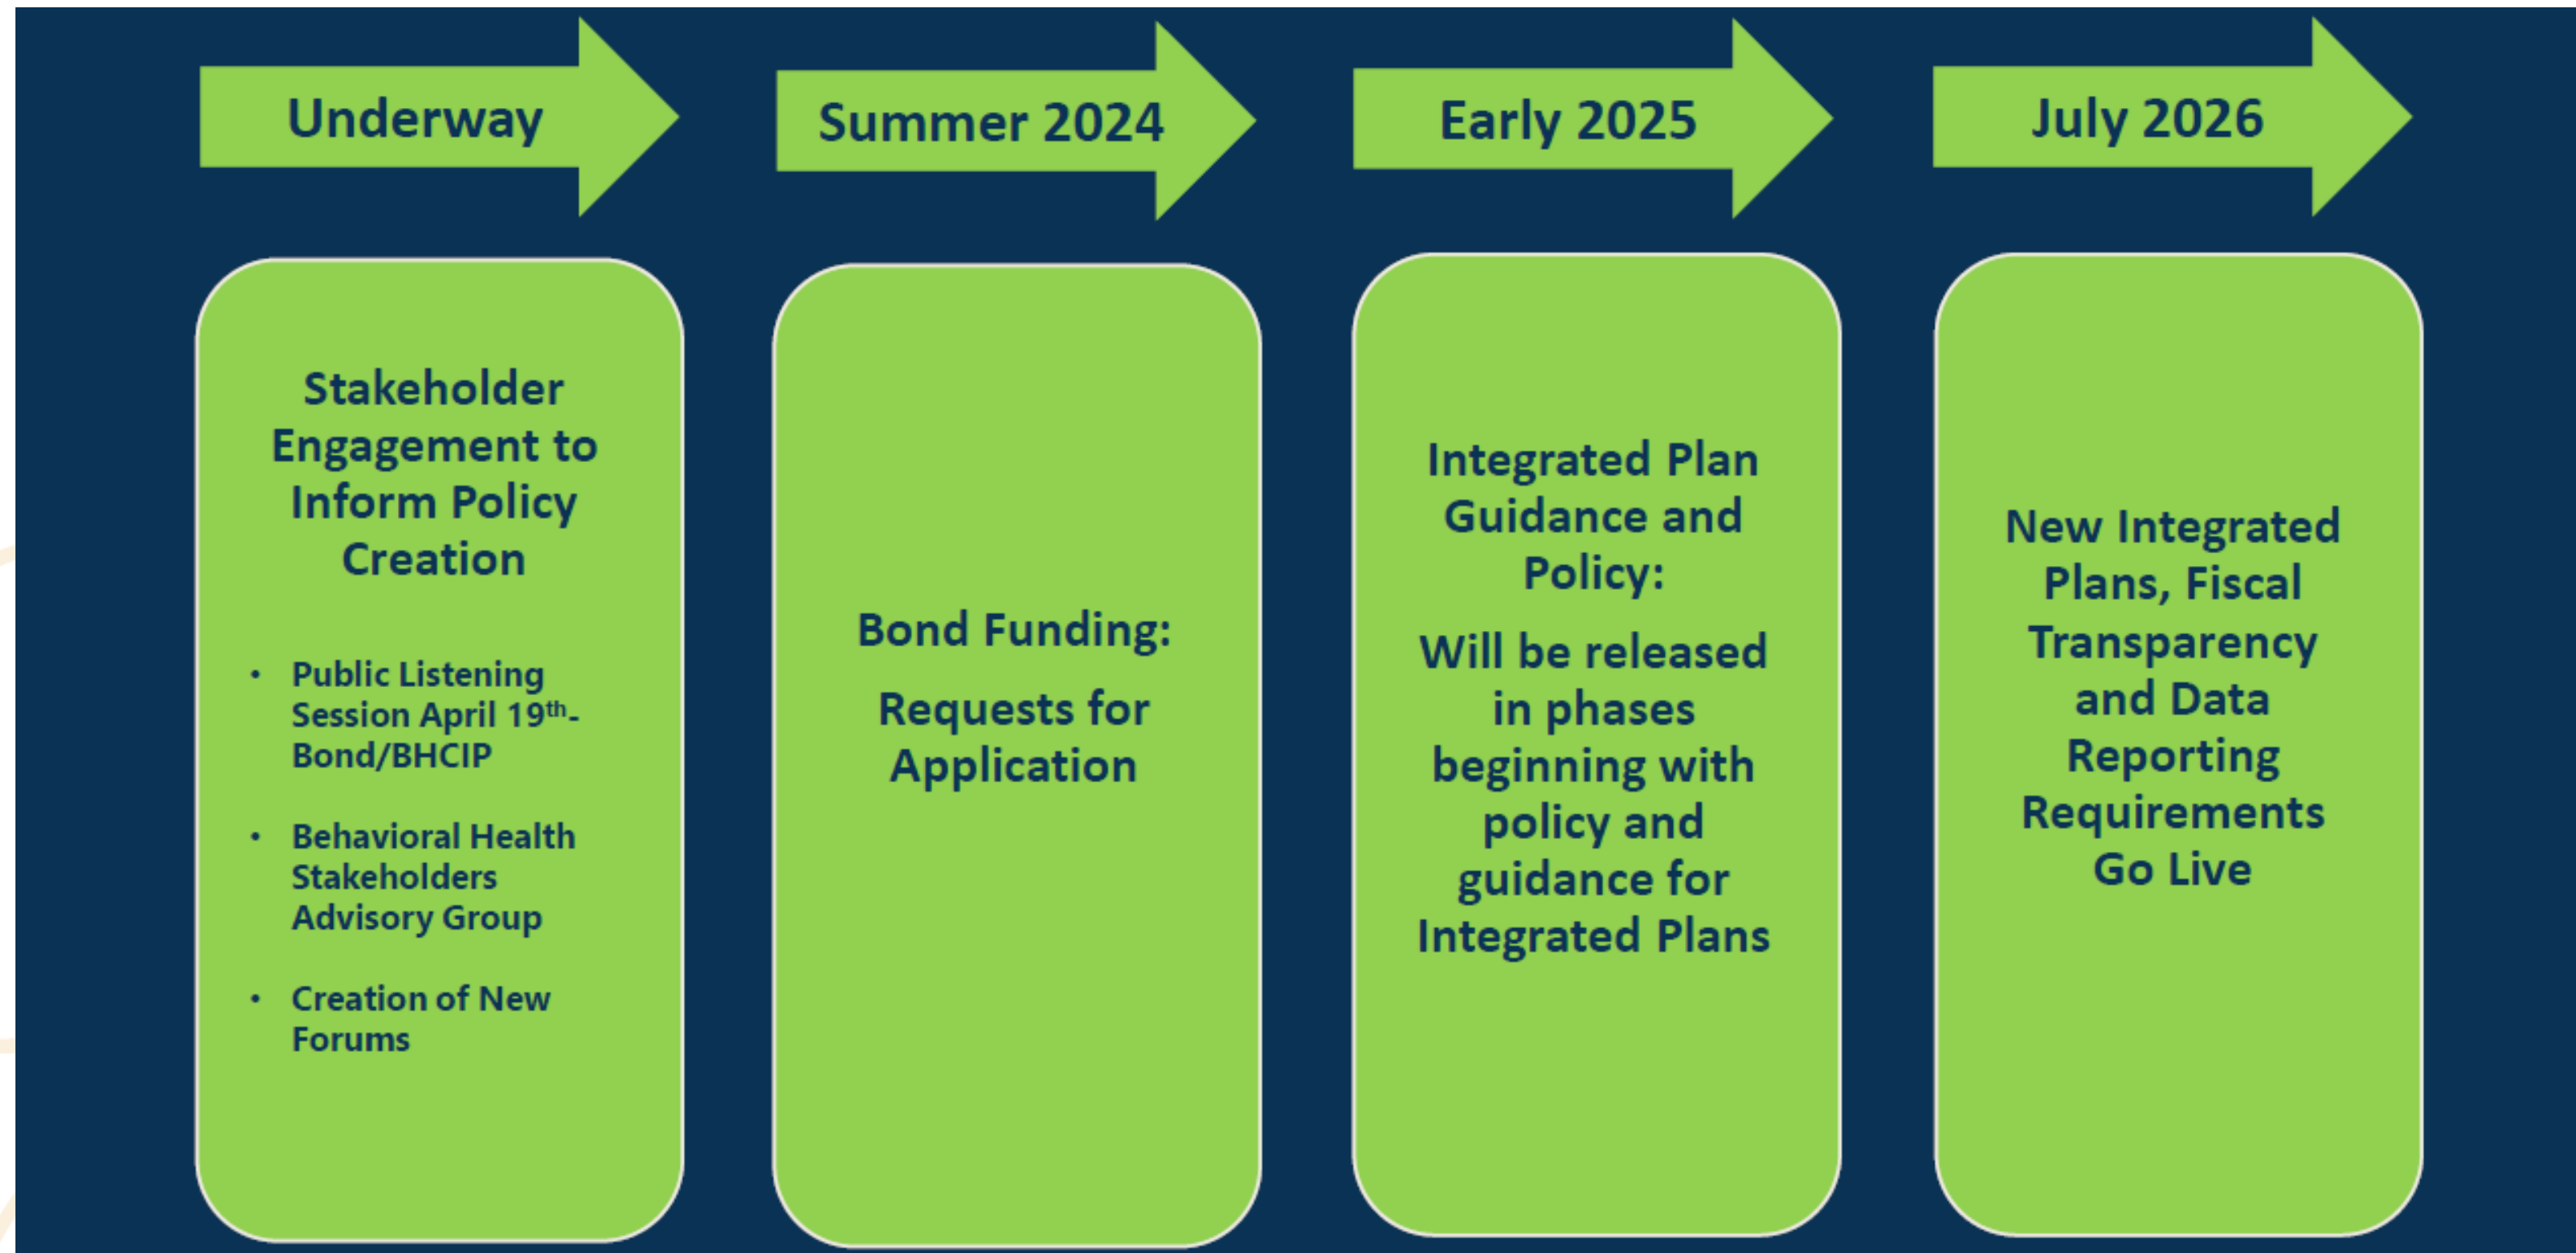 Underway
Stakeholder
Engagement to
Inform Policy
Creation
• Public Listening
Session April 19th-
Bond/BHCIP
• Behavioral Health
Stakeholders
Advisory Group
• Creation of New
Forums
Summer 2024
Bond Funding:
Requests for
Application
Early 2025
Integrated Plan
Guidance and
Policy:
Will be released
in phases
beginning with
policy and
guidance for
Integrated Plans
July 2026
New Integrated
Plans, Fiscal
Transparency
and Data
Reporting
Requirements
Go Live